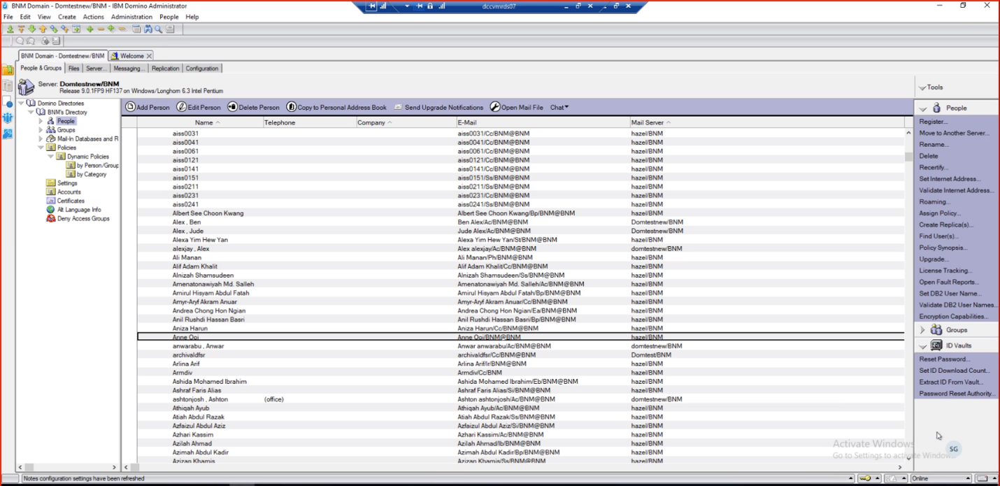 BNM Domain - Domtestnew/BNM - IBM Domino Administrator
dccvmrds07
File Edit View Create Actions Administration People Help
BNM Domain - Domtestnew/BNM Welcome
People & Groups Files Server... Messaging... Replication Configuration
Server: Domtestnew/BNM
Release 9.0.1FP9 HF137 on Windows/Longhorn 6.3 Intel Pentium
Tools
Domino Directories
BNM's Directory
People
Groups
Mail-In Databases and R
Policies
Dynamic Policies
by Person/Group
by Category
Settings
Accounts
Certificates
Alt Language Info
Deny Access Groups
Add Person Edit Person Delete Person Copy to Personal Address Book Send Upgrade Notifications Open Mail File Chat
Name Telephone Company E-Mail Mail Server
aiss0031 aiss0031/Cc/BNM@BNM hazel/BNM
aiss0041 aiss0041/Cc/BNM@BNM hazel/BNM
aiss0061 aiss0061/Cc/BNM@BNM hazel/BNM
aiss0121 aiss0121/Cc/BNM@BNM hazel/BNM
aiss0141 aiss0141/Cc/BNM@BNM hazel/BNM
aiss0151 aiss0151/Ss/BNM@BNM hazel/BNM
aiss0211 aiss0211/Ss/BNM@BNM hazel/BNM
aiss0231 aiss0231/Cc/BNM@BNM hazel/BNM
aiss0241 aiss0241/Ss/BNM@BNM hazel/BNM
Albert See Choon Kwang Albert See Choon Kwang/Bp/BNM@BNM hazel/BNM
Alex , Ben Ben Alex/Ac/BNM@BNM Domtestnew/BNM
Alex , Jude Jude Alex/Ac/BNM@BNM Domtestnew/BNM
Alexa Yim Hew Yan Alexa Yim Hew Yan/St/BNM@BNM hazel/BNM
alexjay , Alex Alex alexjay/Ac/BNM@BNM domtestnew/BNM
Ali Manan Ali Manan/Ph/BNM@BNM hazel/BNM
Alif Adam Khalit Alif Adam Khalit/Cc/BNM@BNM hazel/BNM
Alnizah Shamsudeen Alnizah Shamsudeen/Ss/BNM@BNM hazel/BNM
Amenatonawiyah Md. Salleh Amenatonawiyah Md. Salleh/Ac/BNM@BNM hazel/BNM
Amirul Hisyam Abdul Fatah Amirul Hisyam Abdul Fatah/Bp/BNM@BNM hazel/BNM
Amyr-Aryf Akram Anuar Amyr-Aryf Akram Anuar/Cc/BNM@BNM hazel/BNM
Andrea Chong Hon Ngian Andrea Chong Hon Ngian/Ea/BNM@BNM hazel/BNM
Anil Rushdi Hassan Basri Anil Rushdi Hassan Basri/Bp/BNM@BNM hazel/BNM
Aniza Harun Aniza Harun/Cc/BNM@BNM hazel/BNM
Anne Ooi Anne Ooi/BNM@BNM hazel/BNM
anwarabu , Anwar Anwar anwarabu/Ac/BNM@BNM domtestnew/BNM
archivaldfsr archivaldfsr/Cc/BNM@BNM Domtest/BNM
Arlina Arif Arlina Arif/Ir/BNM@BNM hazel/BNM
Armdiv Armdiv/Cc/BNM hazel/BNM
Ashida Mohamed Ibrahim Ashida Mohamed Ibrahim/Eb/BNM@BNM hazel/BNM
Ashraf Faris Alias Ashraf Faris Alias/Si/BNM@BNM hazel/BNM
ashtonjosh , Ashton (office) Ashton ashtonjosh/Ac/BNM@BNM domtestnew/BNM
Athiqah Ayub Athiqah Ayub/Ac/BNM@BNM hazel/BNM
Atiah Abdul Razak Atiah Abdul Razak/Ss/BNM@BNM hazel/BNM
Azfaizul Abdul Aziz Azfaizul Abdul Aziz/Si/BNM@BNM hazel/BNM
Azhari Kassim Azhari Kassim/Ac/BNM@BNM hazel/BNM
Azilah Ahmad Azilah Ahmad/Ib/BNM@BNM hazel/BNM
Azimah Abdul Kadir Azimah Abdul Kadir/Bp/BNM@BNM hazel/BNM
Azizan Khamis Azizan Khamis/Ss/BNM@BNM hazel/BNM
People
Register...
Move to Another Server...
Rename...
Delete
Recertify...
Set Internet Address...
Validate Internet Address...
Roaming...
Assign Policy...
Create Replica(s)...
Find User(s)...
Policy Synopsis...
Upgrade...
License Tracking...
Open Fault Reports...
Set DB2 User Name...
Validate DB2 User Names...
Encryption Capabilities...
Groups
ID Vaults
Reset Password...
Set ID Download Count...
Extract ID From Vault...
Password Reset Authority...
Activate Windows
Go to Settings to activate Windows.
SG
Notes configuration settings have been refreshed Online